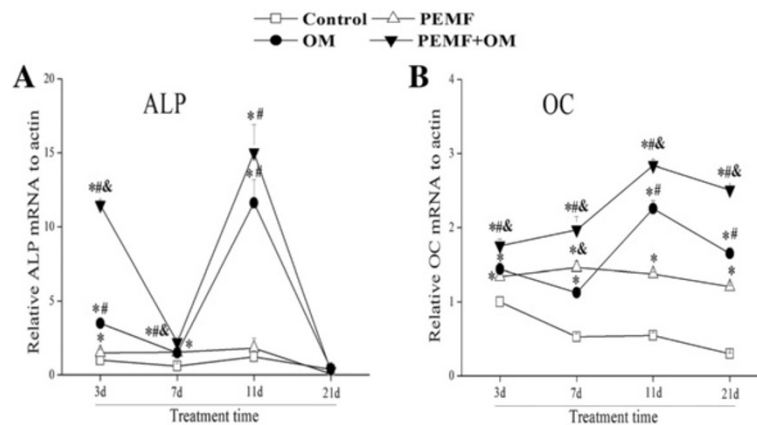 Control PEMF
OM PEMF+OM
A
ALP
Relative ALP mRNA to actin
20
15
10
5
0
*#&
*#
*
*#&
*
*#
*#
3d 7d 11d 21d
Treatment time
B
OC
Relative OC mRNA to actin
4
3
2
1
0
*#&
*
*
*#&
*&
*
*#&
*#
*
*#&
*#
*
3d 7d 11d 21d
Treatment time